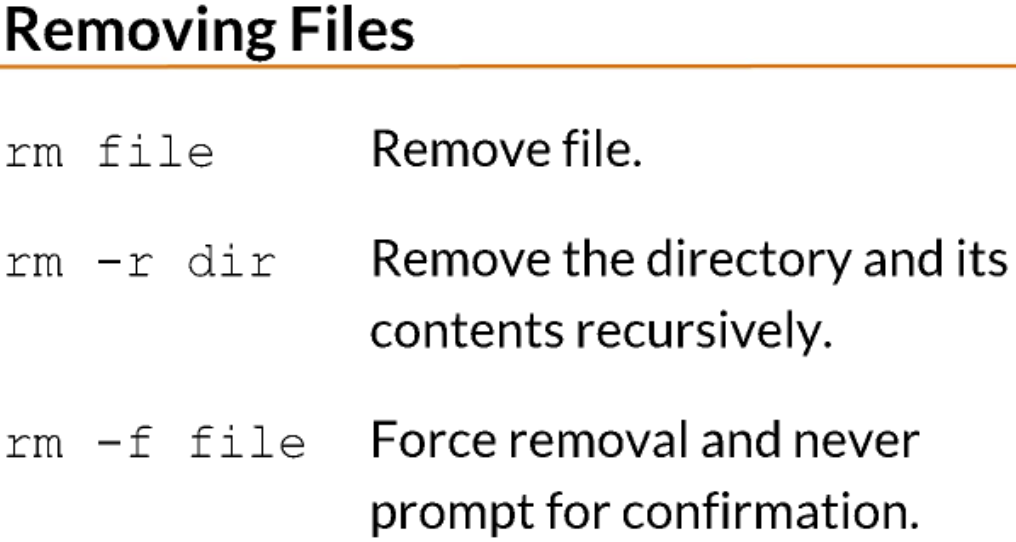 Removing Files
rm file Remove file.
rm -r dir Remove the directory and its
contents recursively.
rm -f file Force removal and never
prompt for confirmation.